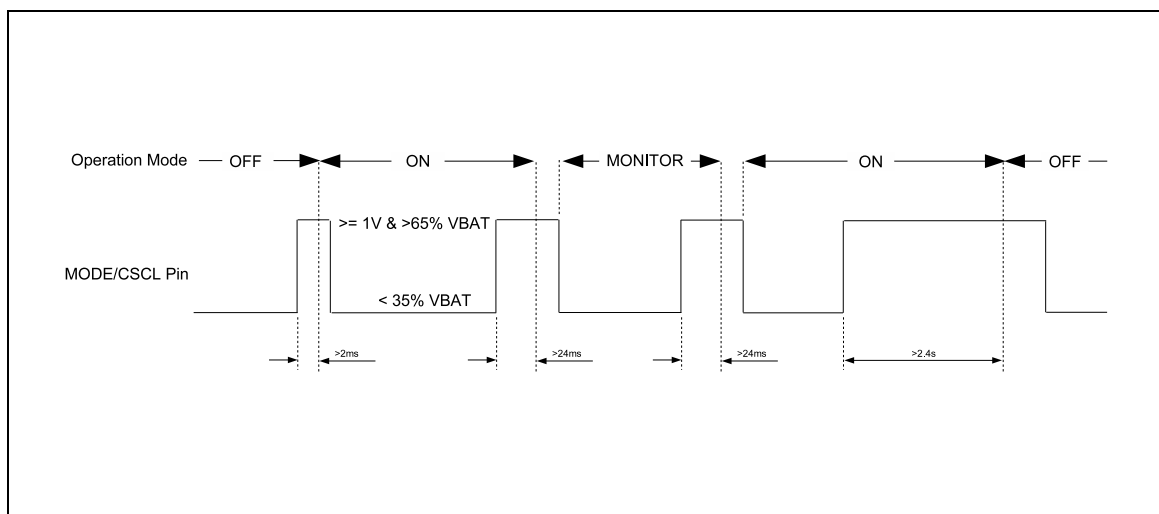 Operation Mode OFF ON MONITOR ON OFF
>= 1V & >65% VBAT
MODE/CSCL Pin
< 35% VBAT
>2ms >24ms >24ms >2.4s